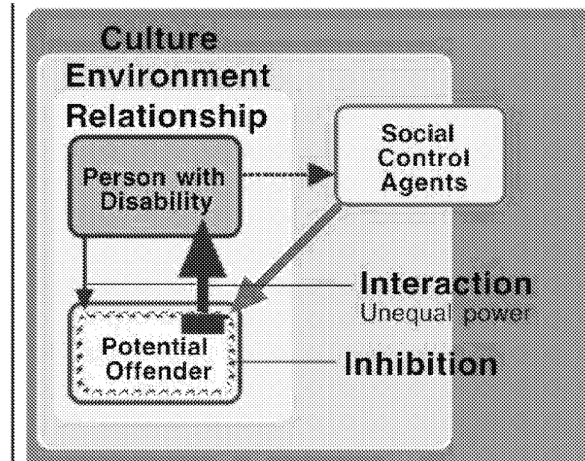 Culture
Environment
Relationship
Person with
Disability
Social
Control
Agents
Interaction
Unequal power
Potential
Offender
Inhibition